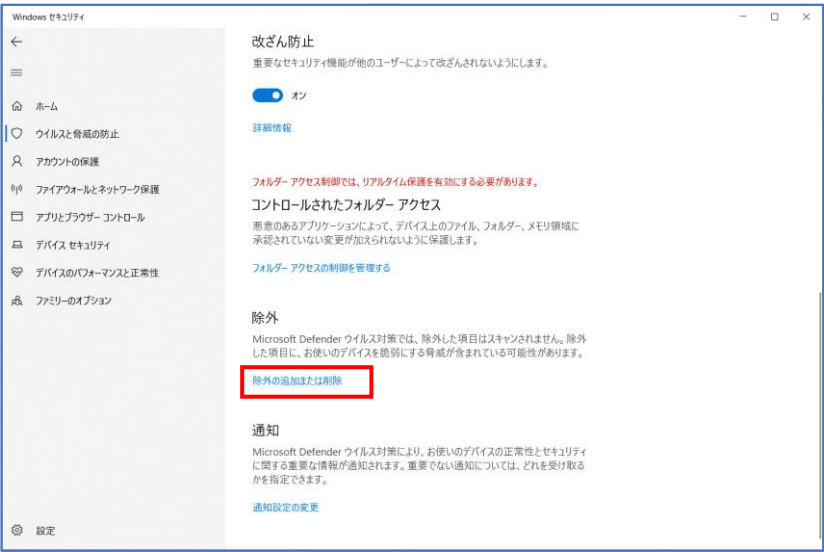 Windows セキュリティ
ホーム
ウイルスと脅威の防止
アカウントの保護
ファイアウォールとネットワーク保護
アプリとブラウザー コントロール
デバイス セキュリティ
デバイスのパフォーマンスと正常性
ファミリーのオプション
設定
改ざん防止
重要なセキュリティ機能が他のユーザーによって改ざんされないようにします。
オン
詳細情報
フォルダー アクセス制御では、リアルタイム保護を有効にする必要があります。
コントロールされたフォルダー アクセス
悪意のあるアプリケーションによって、デバイス上のファイル、フォルダー、メモリ領域に
承認されていない変更が加えられないように保護します。
フォルダー アクセスの制御を管理する
除外
Microsoft Defender ウイルス対策では、除外した項目はスキャンされません。除外
した項目に、お使いのデバイスを脆弱にする脅威が含まれている可能性があります。
除外の追加または削除
通知
Microsoft Defender ウイルス対策により、お使いのデバイスの正常性とセキュリティ
に関する重要な情報が通知されます。重要でない通知については、どれを受け取る
かを指定できます。
通知設定の変更